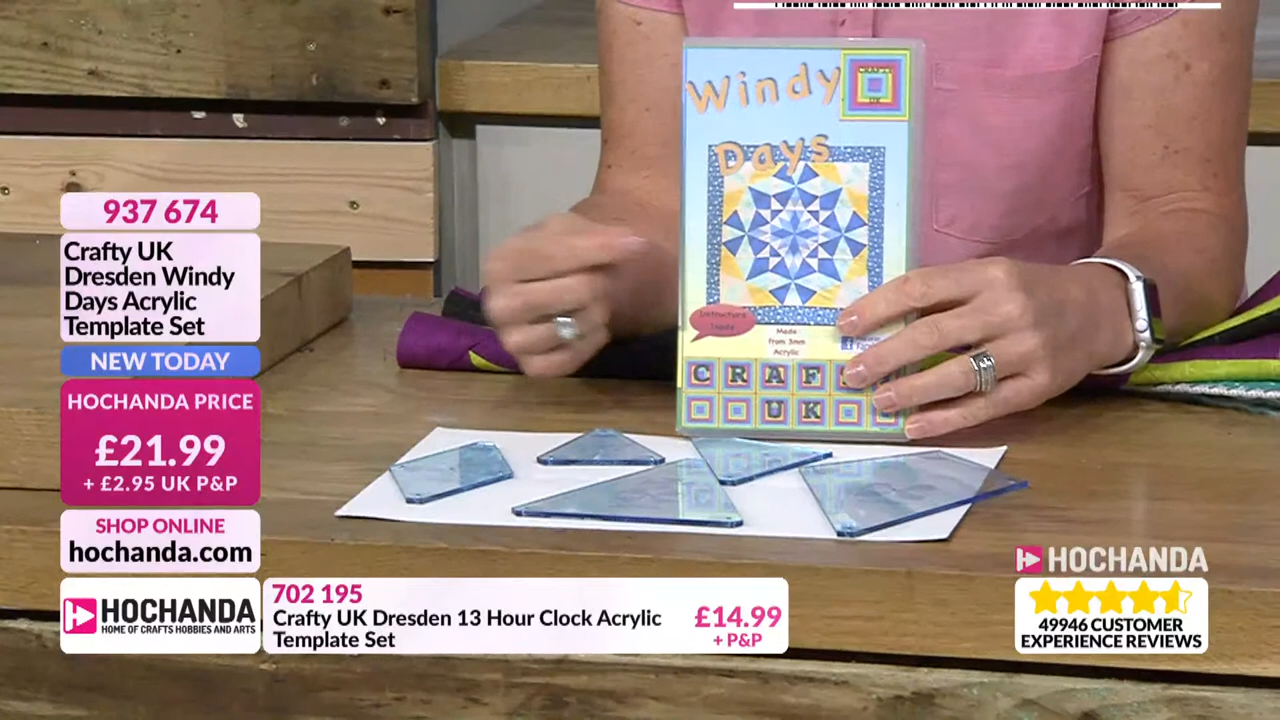 Windy
Days
Made
from 3mm
Acrylic
C R A F
U K
937 674
Crafty UK
Dresden Windy
Days Acrylic
Template Set
NEW TODAY
HOCHANDA PRICE
£21.99
+ £2.95 UK P&P
SHOP ONLINE
hochanda.com
HOCHANDA
HOME OF CRAFTS HOBBIES AND ARTS
702 195
Crafty UK Dresden 13 Hour Clock Acrylic
Template Set
£14.99
+ P&P
HOCHANDA
49946 CUSTOMER
EXPERIENCE REVIEWS